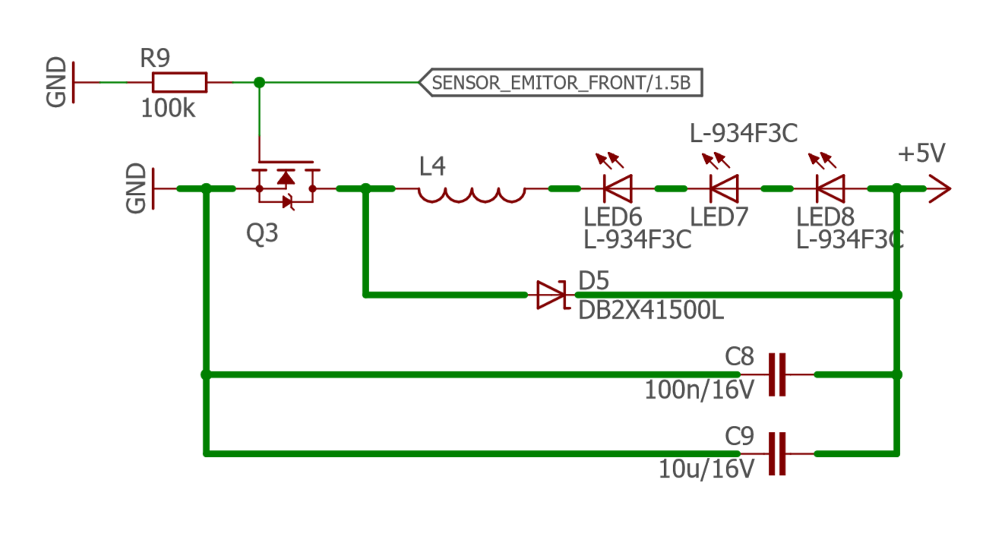 R9
GND
100k
SENSOR_EMITOR_FRONT/1.5B
L-934F3C
+5V
GND
L4
Q3
LED6
L-934F3C
LED7
LED8
L-934F3C
D5
DB2X41500L
C8
100n/16V
C9
10u/16V